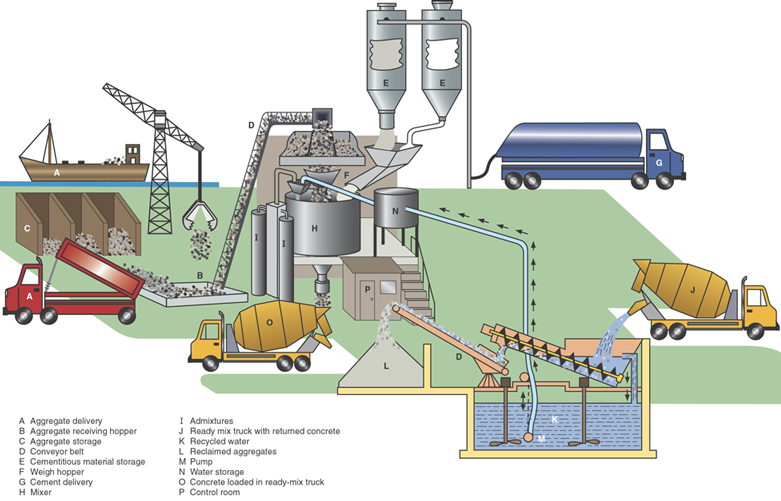 E
E
D
A
G
F
C
N
I
I
H
B
A
P
J
O
D
L
K
M
A Aggregate delivery
B Aggregate receiving hopper
C Aggregate storage
D Conveyor belt
E Cementitious material storage
F Weigh hopper
G Cement delivery
H Mixer
I Admixtures
J Ready mix truck with returned concrete
K Recycled water
L Reclaimed aggregates
M Pump
N Water storage
O Concrete loaded in ready-mix truck
P Control room